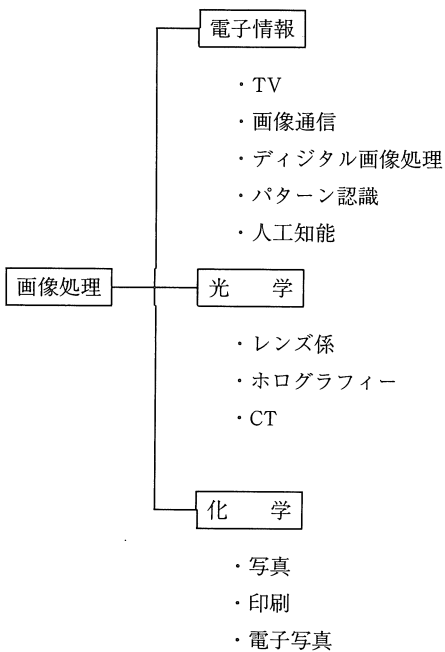 電子情報
・TV
・画像通信
・ディジタル画像処理
・パターン認識
・人工知能
画像処理
光　　学
・レンズ係
・ホログラフィー
・CT
化　　学
・写真
・印刷
・電子写真